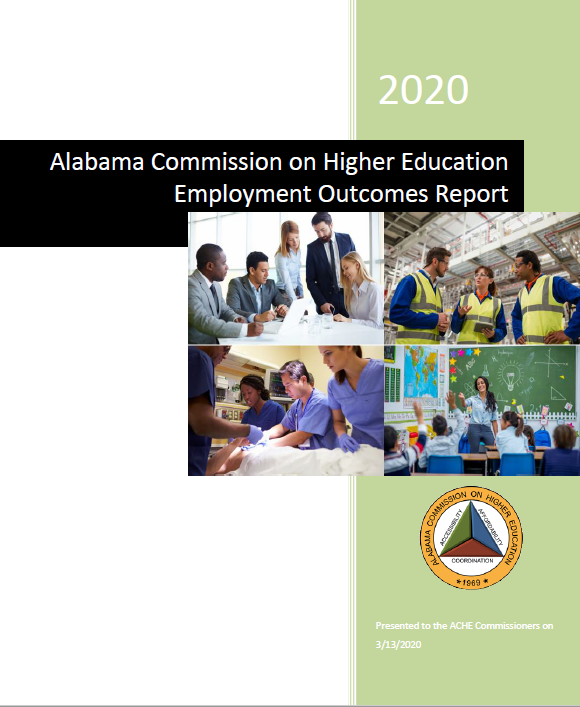 2020
Alabama Commission on Higher Education
Employment Outcomes Report
ALABAMA COMMISSION ON HIGHER EDUCATION
ACCESSIBILITY
AFFORDABILITY
COORDINATION
★1969★
Presented to the ACHE Commissioners on
3/13/2020